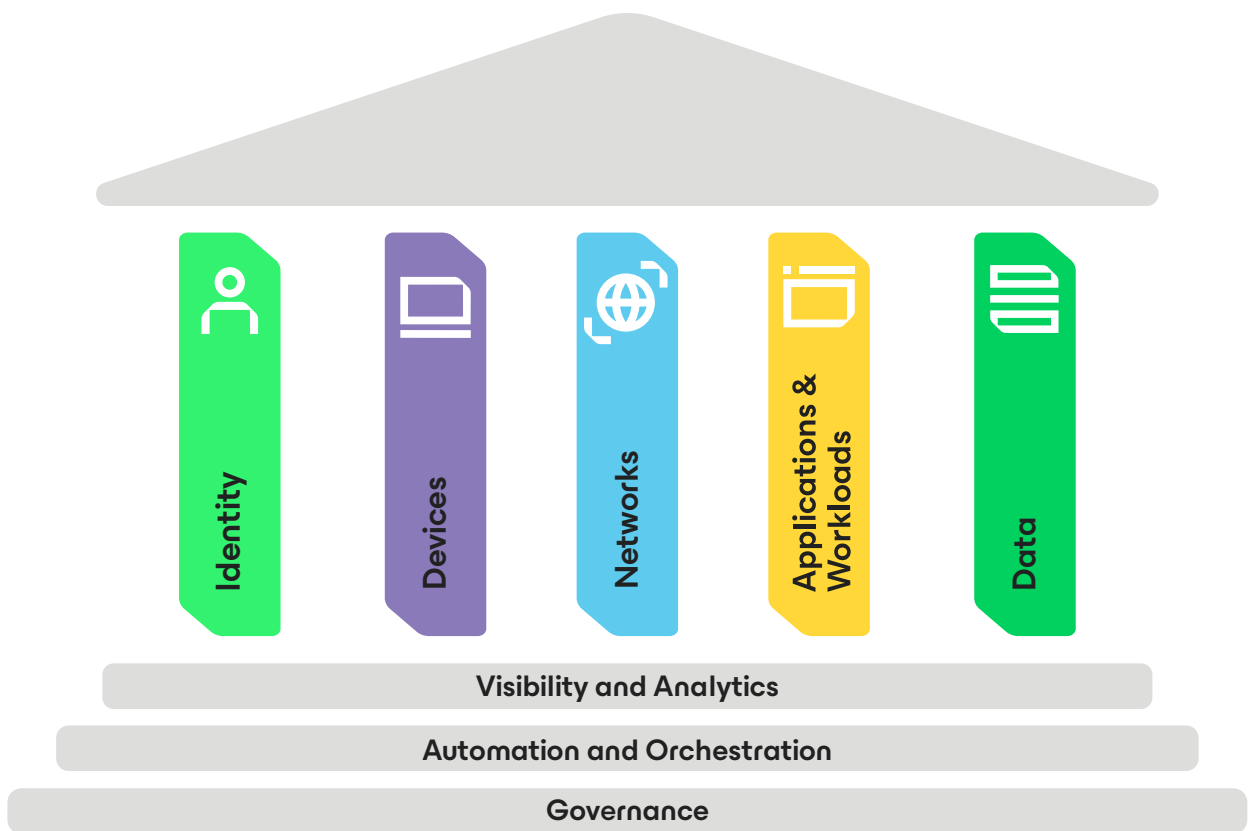 Identity
Devices
Networks
Applications &
Workloads
Data
Visibility and Analytics
Automation and Orchestration
Governance